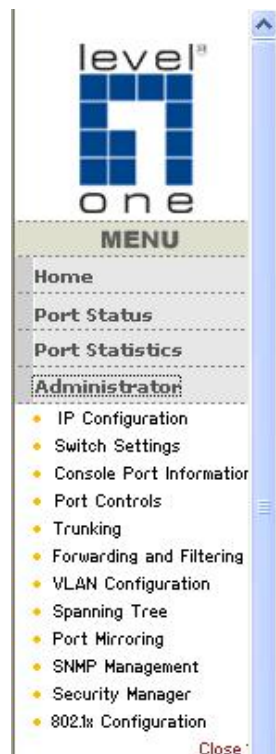 level®
one
MENU
Home
Port Status
Port Statistics
Administrator
IP Configuration
Switch Settings
Console Port Information
Port Controls
Trunking
Forwarding and Filtering
VLAN Configuration
Spanning Tree
Port Mirroring
SNMP Management
Security Manager
802.1x Configuration
Close